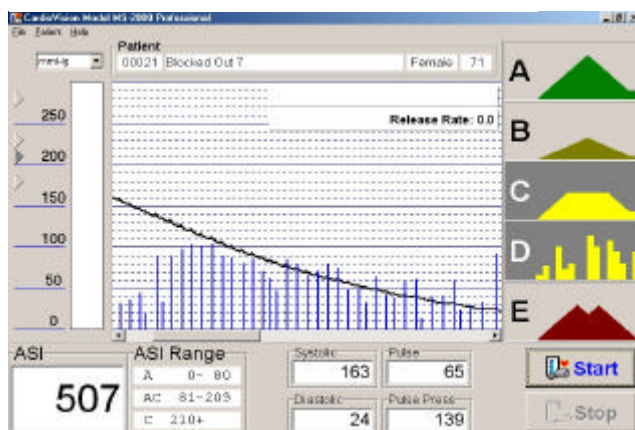 CardioVision Model MS-2000 Professional
File Patient Help
Patient
mmHg
00021 Blocked Out 7 Female 71
Release Rate: 0.0
250
200
150
100
50
0
A
B
C
D
E
ASI
507
ASI Range
A 0- 80
AC 81-209
C 210+
Systolic
163
Pulse
65
Diastolic
24
Pulse Press
139
Start
Stop